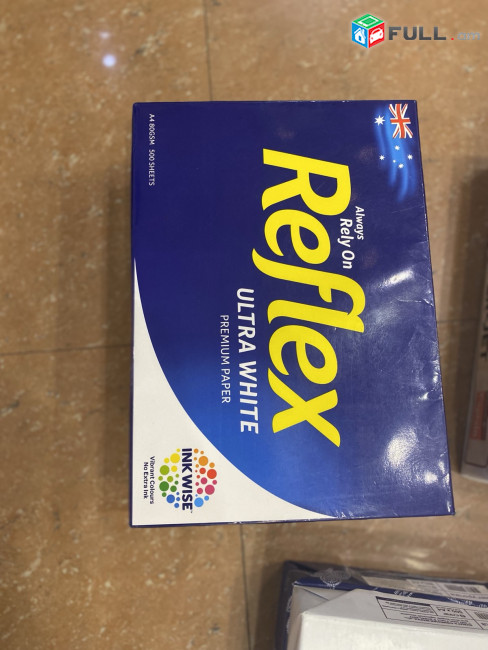 FULL
A4 80GSM 500 SHEETS
Always
Rely On
Reflex
ULTRA WHITE
PREMIUM PAPER
INKWISE
Vibrant Colours
No Extra Ink